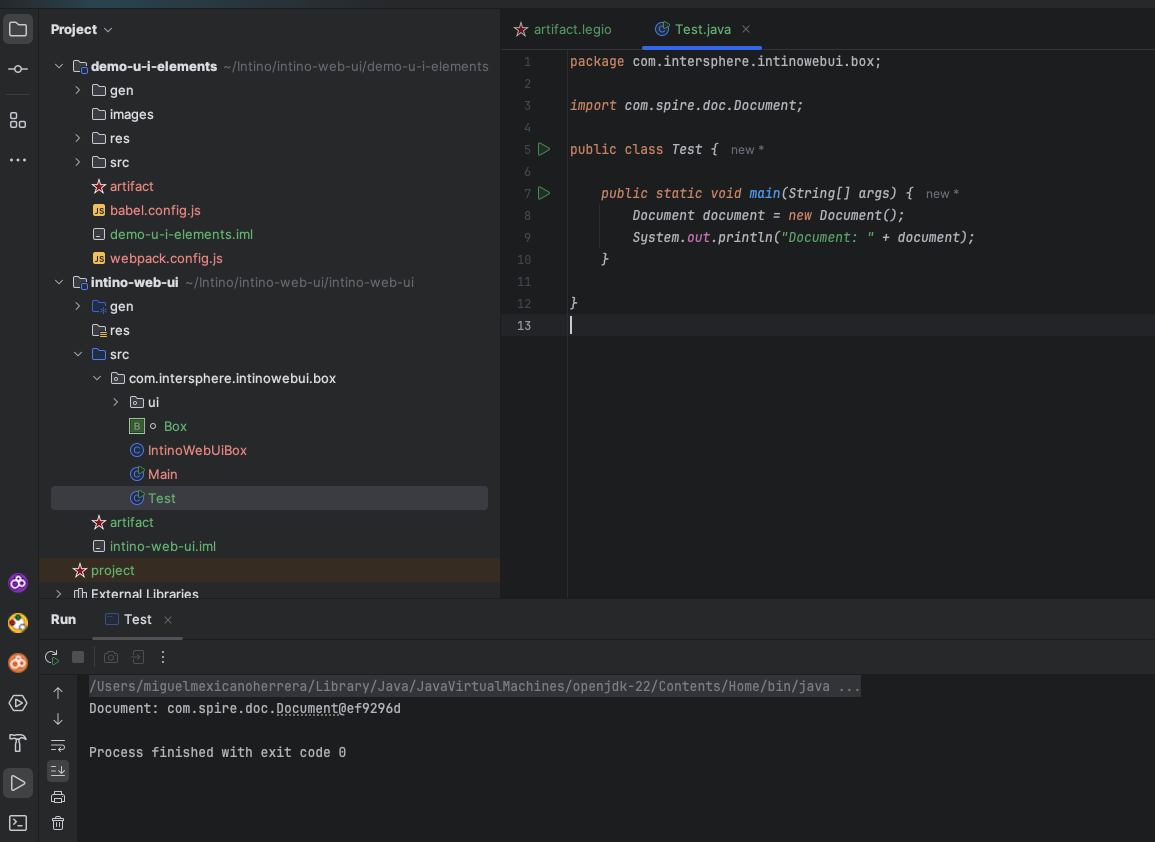 Project
demo-u-i-elements ~/Intino/intino-web-ui/demo-u-i-elements
gen
images
res
src
artifact
JS babel.config.js
demo-u-i-elements.iml
JS webpack.config.js
intino-web-ui ~/Intino/intino-web-ui/intino-web-ui
gen
res
src
com.intersphere.intinowebui.box
ui
B Box
C IntinoWebUiBox
C Main
C Test
artifact
intino-web-ui.iml
project
External Libraries
artifact.legio
C Test.java
1 package com.intersphere.intinowebui.box;
2
3 import com.spire.doc.Document;
4
5 public class Test { new *
6
7 public static void main(String[] args) { new *
8 Document document = new Document();
9 System.out.println("Document: " + document);
10 }
11
12 }
13
Run
Test
/Users/miguelmexicanoherrera/Library/Java/JavaVirtualMachines/openjdk-22/Contents/Home/bin/java ...
Document: com.spire.doc.Document@ef9296d
Process finished with exit code 0